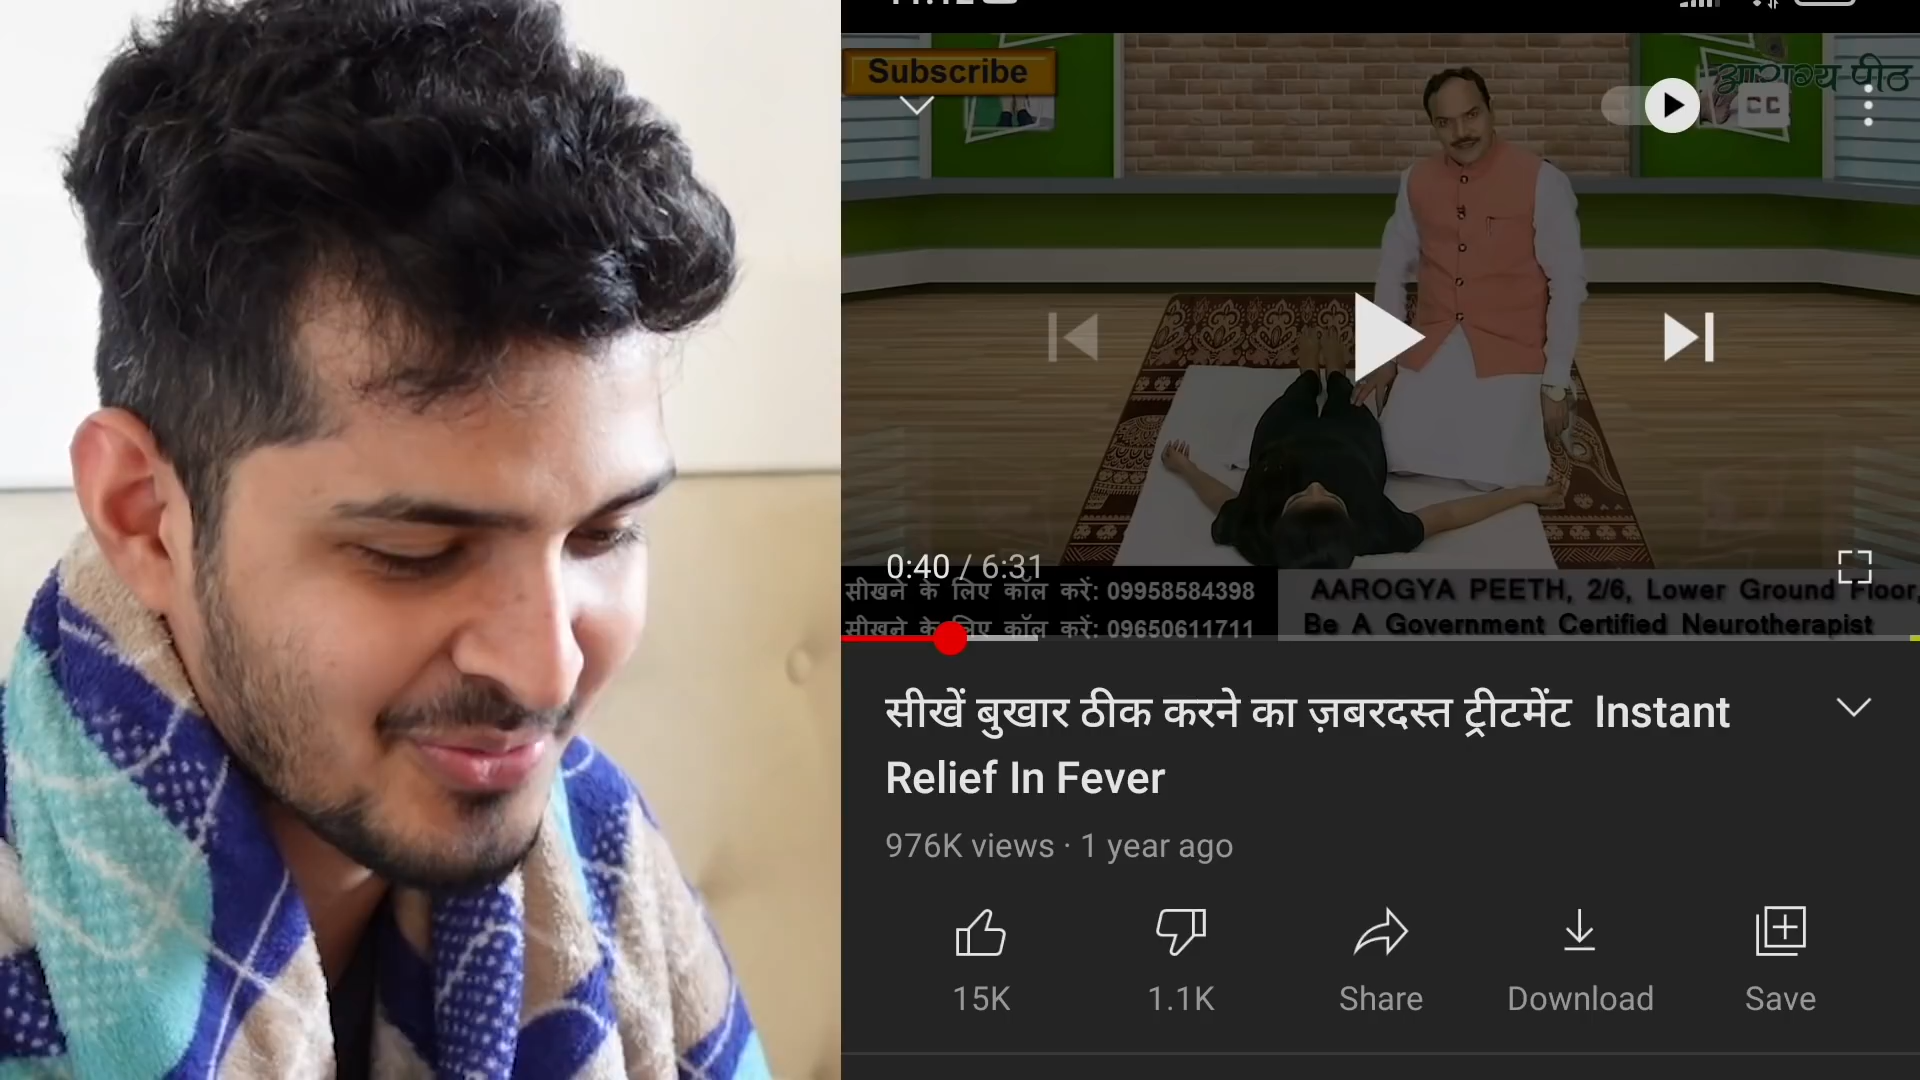 Subscribe
आरोग्य पीठ
CC
0:40 / 6:31
सीखने के लिए कॉल करें: 09958584398
AAROGYA PEETH, 2/6, Lower Ground Floor,
सीखने के लिए कॉल करें: 09650611711
Be A Government Certified Neurotherapist
सीखें बुखार ठीक करने का ज़बरदस्त ट्रीटमेंट Instant
Relief In Fever
976K views · 1 year ago
15K
1.1K
Share
Download
Save